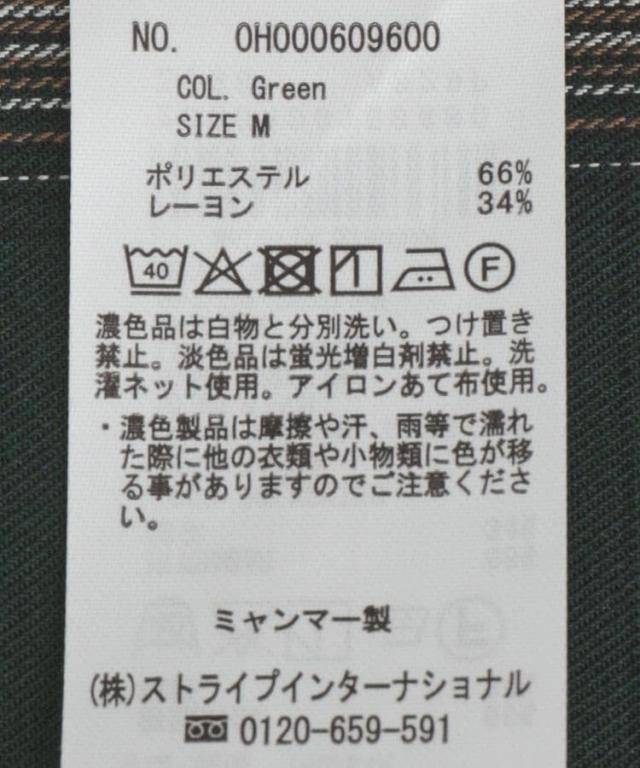 NO. OH000609600
COL. Green
SIZE M
ポリエステル 66%
レーヨン 34%
40 F
濃色品は白物と分別洗い。つけ置き
禁止。淡色品は蛍光増白剤禁止。洗
濯ネット使用。アイロンあて布使用。
・濃色製品は摩擦や汗、雨等で濡れ
た際に他の衣類や小物類に色が移
る事がありますのでご注意くださ
い。
ミャンマー製
(株)ストライプインターナショナル
0120-659-591